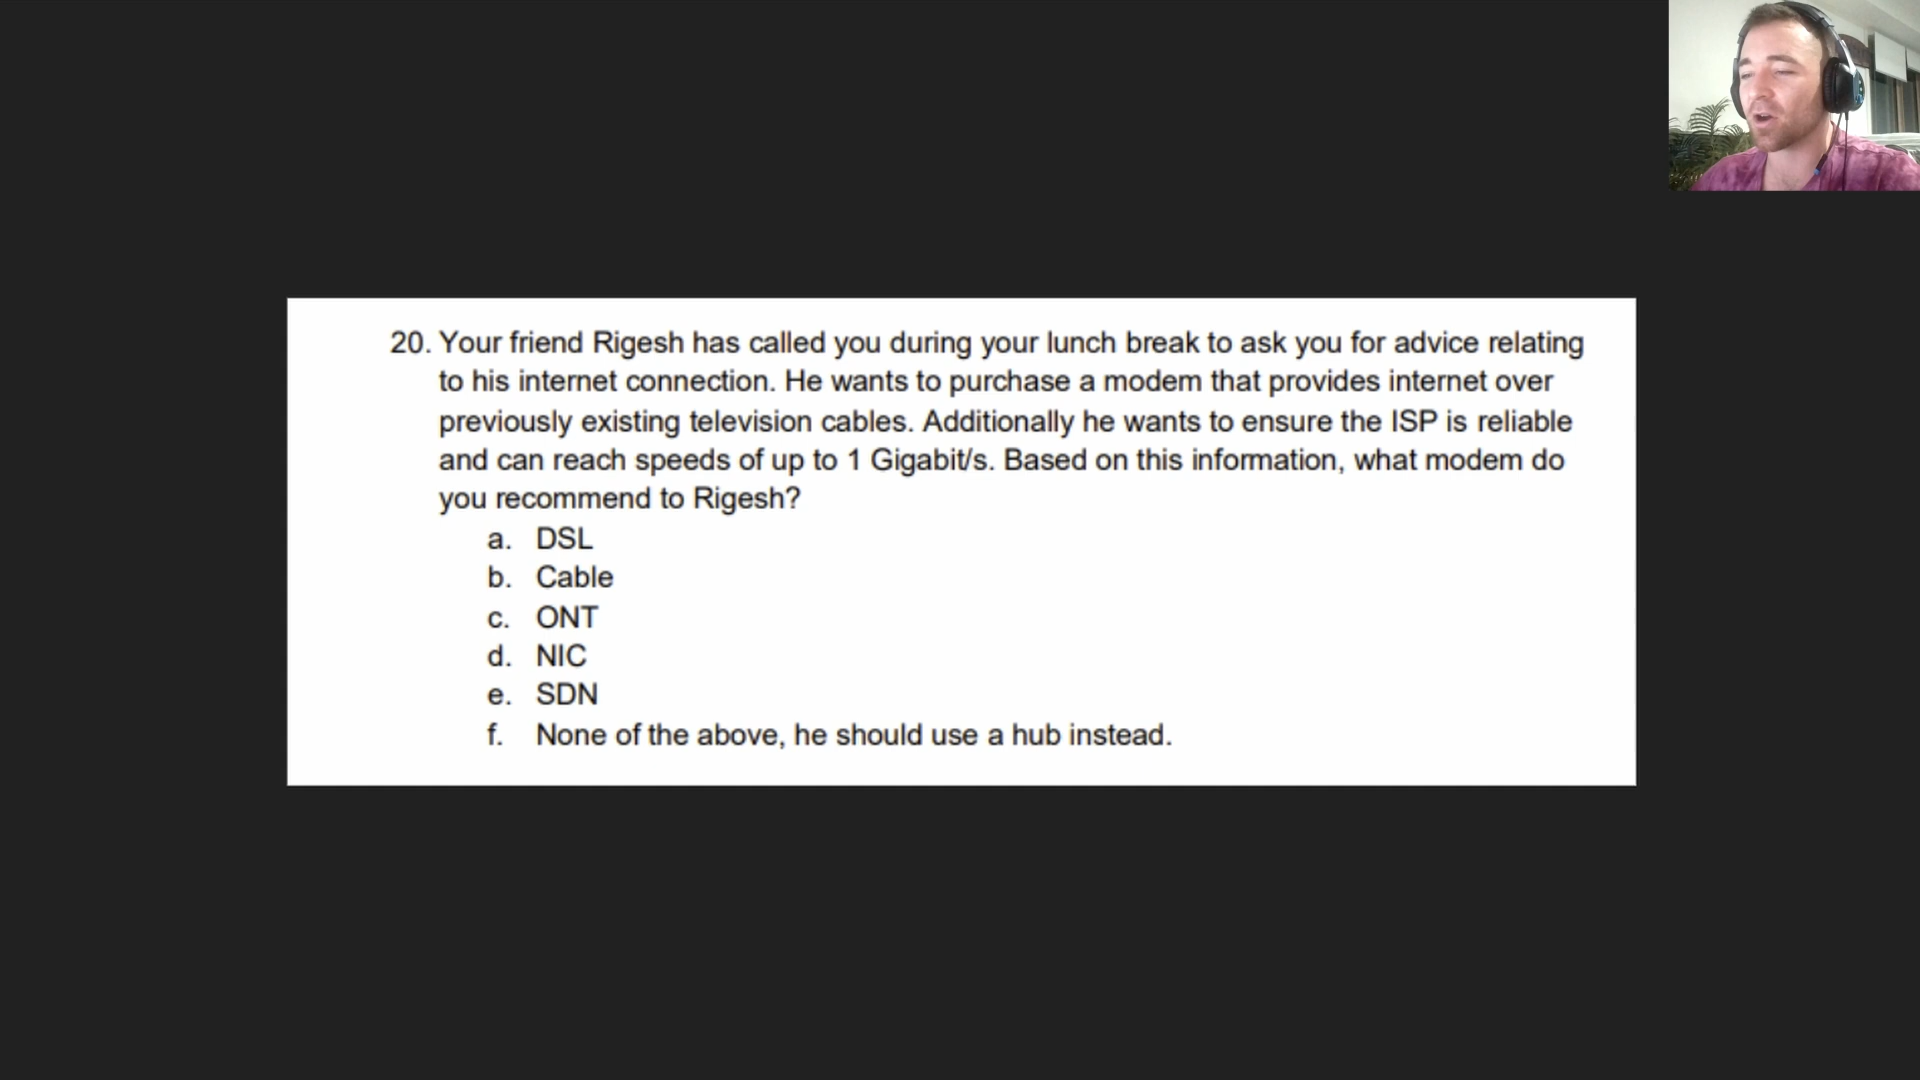 20. Your friend Rigesh has called you during your lunch break to ask you for advice relating
to his internet connection. He wants to purchase a modem that provides internet over
previously existing television cables. Additionally he wants to ensure the ISP is reliable
and can reach speeds of up to 1 Gigabit/s. Based on this information, what modem do
you recommend to Rigesh?
a. DSL
b. Cable
c. ONT
d. NIC
e. SDN
f. None of the above, he should use a hub instead.